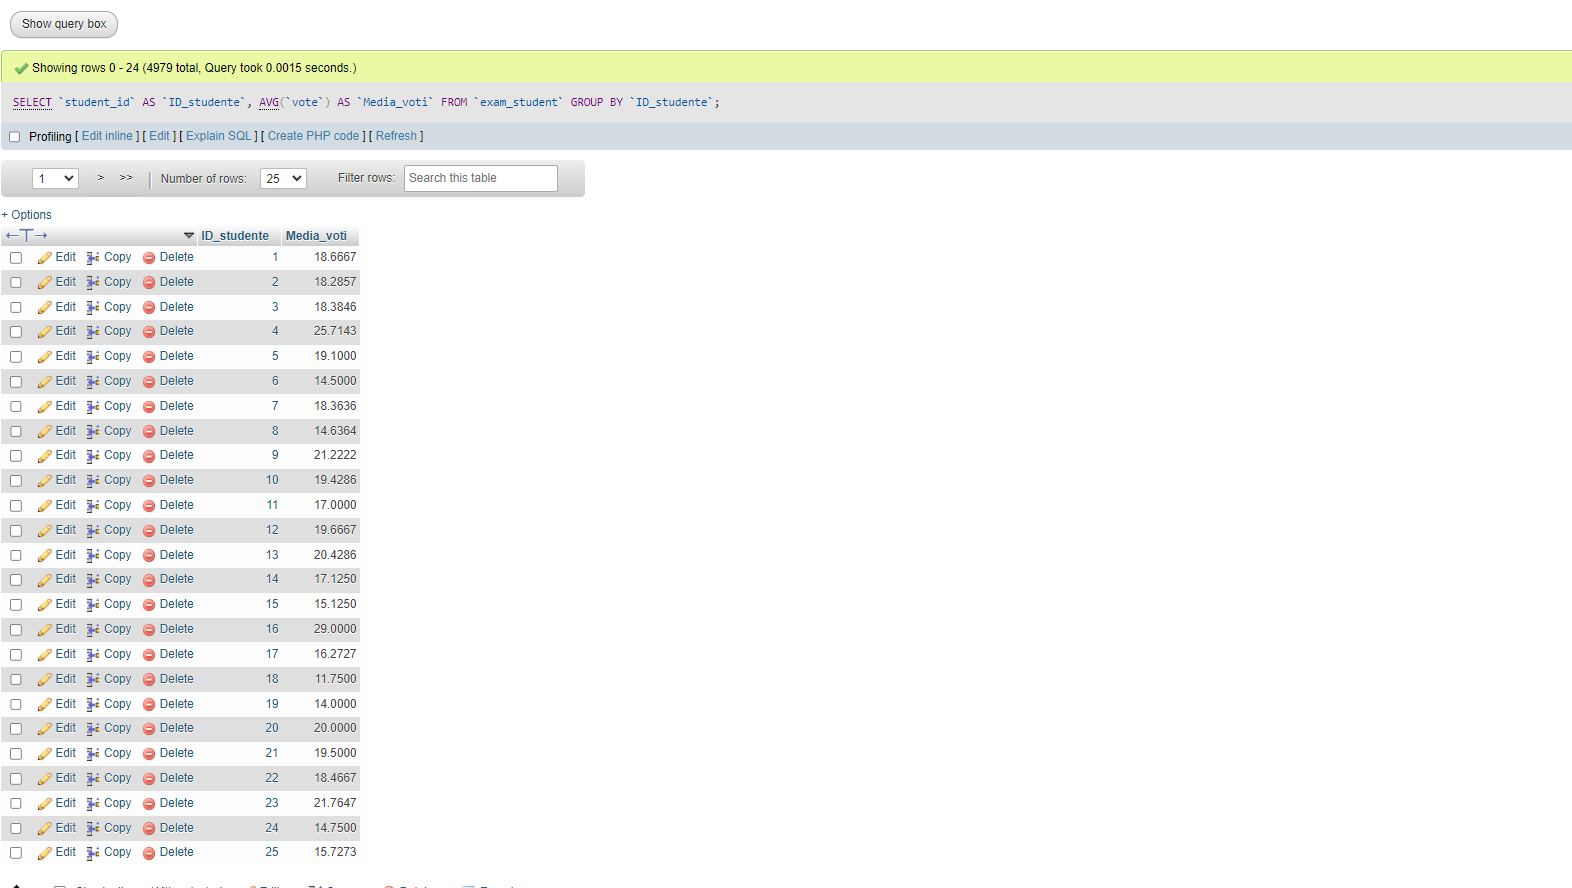 Show query box
Showing rows 0 - 24 (4979 total, Query took 0.0015 seconds.)
SELECT `student_id` AS `ID_studente`, AVG(`vote`) AS `Media_voti` FROM `exam_student` GROUP BY `ID_studente`;
Profiling [ Edit inline ] [ Edit ] [ Explain SQL ] [ Create PHP code ] [ Refresh ]
1 > >> | Number of rows: 25 Filter rows: Search this table
+ Options
←T→ ID_studente Media_voti
Edit Copy Delete 1 18.6667
Edit Copy Delete 2 18.2857
Edit Copy Delete 3 18.3846
Edit Copy Delete 4 25.7143
Edit Copy Delete 5 19.1000
Edit Copy Delete 6 14.5000
Edit Copy Delete 7 18.3636
Edit Copy Delete 8 14.6364
Edit Copy Delete 9 21.2222
Edit Copy Delete 10 19.4286
Edit Copy Delete 11 17.0000
Edit Copy Delete 12 19.6667
Edit Copy Delete 13 20.4286
Edit Copy Delete 14 17.1250
Edit Copy Delete 15 15.1250
Edit Copy Delete 16 29.0000
Edit Copy Delete 17 16.2727
Edit Copy Delete 18 11.7500
Edit Copy Delete 19 14.0000
Edit Copy Delete 20 20.0000
Edit Copy Delete 21 19.5000
Edit Copy Delete 22 18.4667
Edit Copy Delete 23 21.7647
Edit Copy Delete 24 14.7500
Edit Copy Delete 25 15.7273